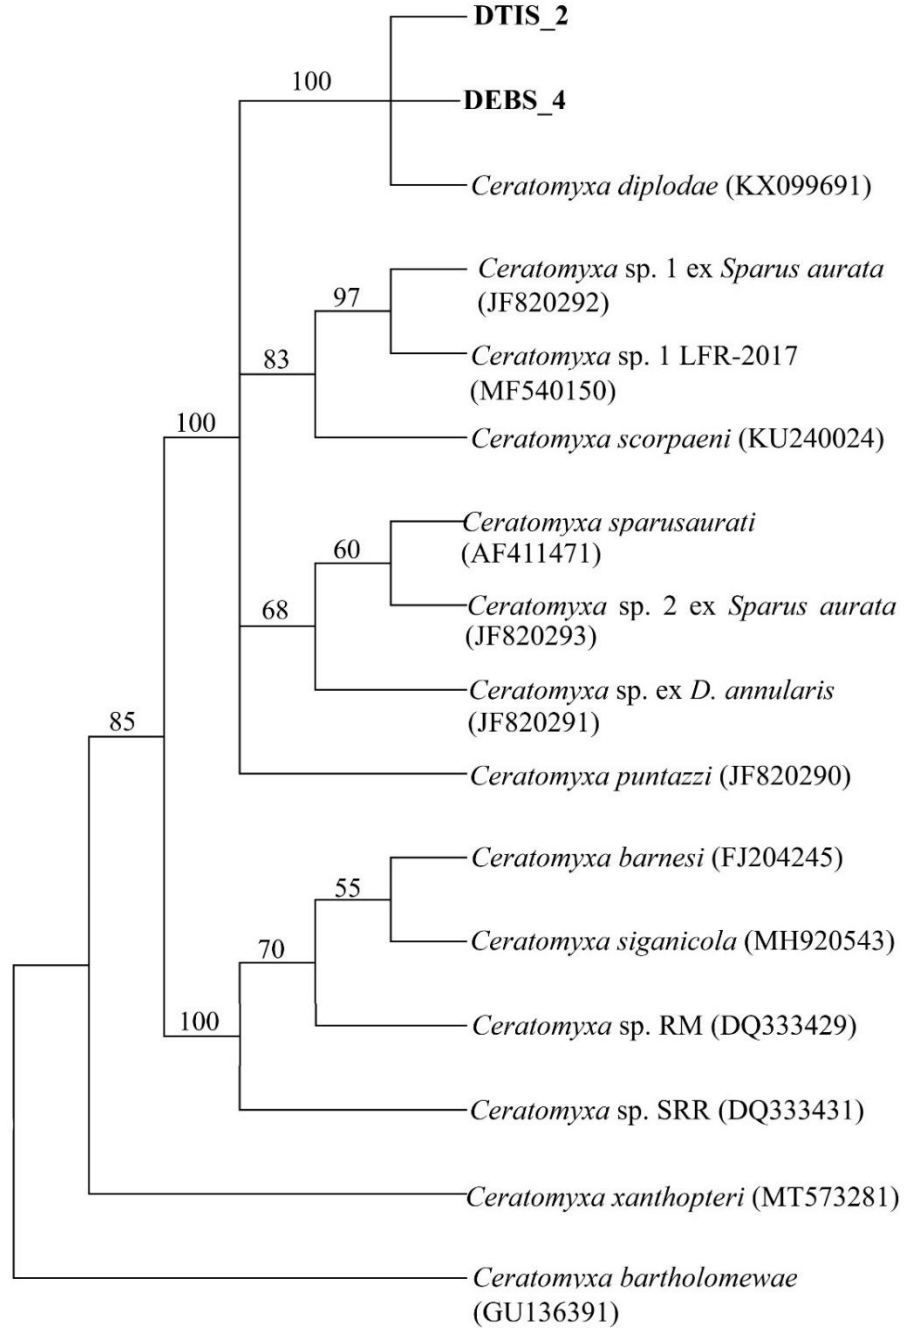 DTIS_2
100
DEBS_4
Ceratomyxa diplodae (KX099691)
Ceratomyxa sp. 1 ex Sparus aurata
(JF820292)
97
Ceratomyxa sp. 1 LFR-2017
(MF540150)
83
100
Ceratomyxa scorpaeni (KU240024)
Ceratomyxa sparusaurati
(AF411471)
60
Ceratomyxa sp. 2 ex Sparus aurata
(JF820293)
68
Ceratomyxa sp. ex D. annularis
(JF820291)
85
Ceratomyxa puntazzi (JF820290)
Ceratomyxa barnesi (FJ204245)
55
Ceratomyxa siganicola (MH920543)
70
Ceratomyxa sp. RM (DQ333429)
100
Ceratomyxa sp. SRR (DQ333431)
Ceratomyxa xanthopteri (MT573281)
Ceratomyxa bartholomewae
(GU136391)